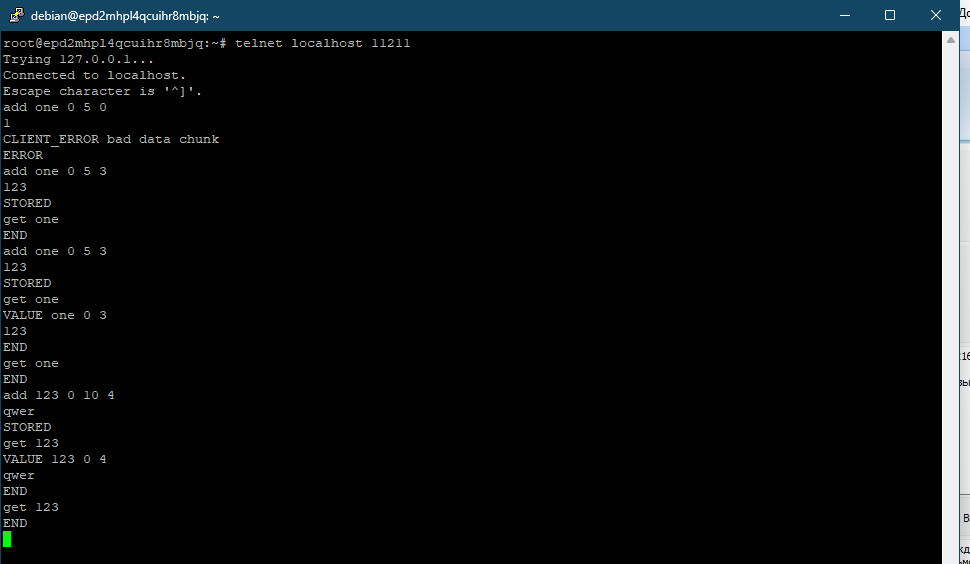 debian@epd2mhpl4qcuihr8mbjq: ~
root@epd2mhpl4qcuihr8mbjq:~# telnet localhost 11211
Trying 127.0.0.1...
Connected to localhost.
Escape character is '^]'.
add one 0 5 0
1
CLIENT_ERROR bad data chunk
ERROR
add one 0 5 3
123
STORED
get one
END
add one 0 5 3
123
STORED
get one
VALUE one 0 3
123
END
get one
END
add 123 0 10 4
qwer
STORED
get 123
VALUE 123 0 4
qwer
END
get 123
END